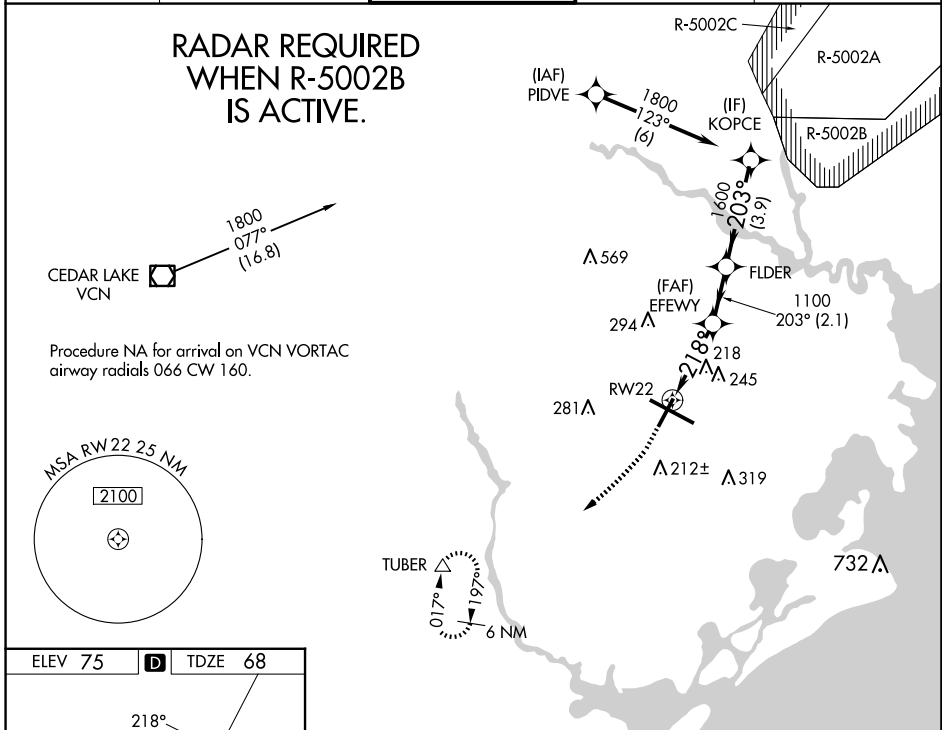 RADAR REQUIRED
WHEN R-5002B
IS ACTIVE.
R-5002C
R-5002A
R-5002B
(IAF)
PIDVE
1800
123°
(6)
(IF)
KOPCE
1600
203°
(3.9)
1800
077°
(16.8)
CEDAR LAKE
VCN
569
FLDER
(FAF)
EFEWY
1100
203° (2.1)
294
218°
218
245
RW22
281
Procedure NA for arrival on VCN VORTAC
airway radials 066 CW 160.
212±
319
MSA RW22 25 NM
2100
TUBER
017°
197°
6 NM
732
ELEV 75
D
TDZE 68
218°